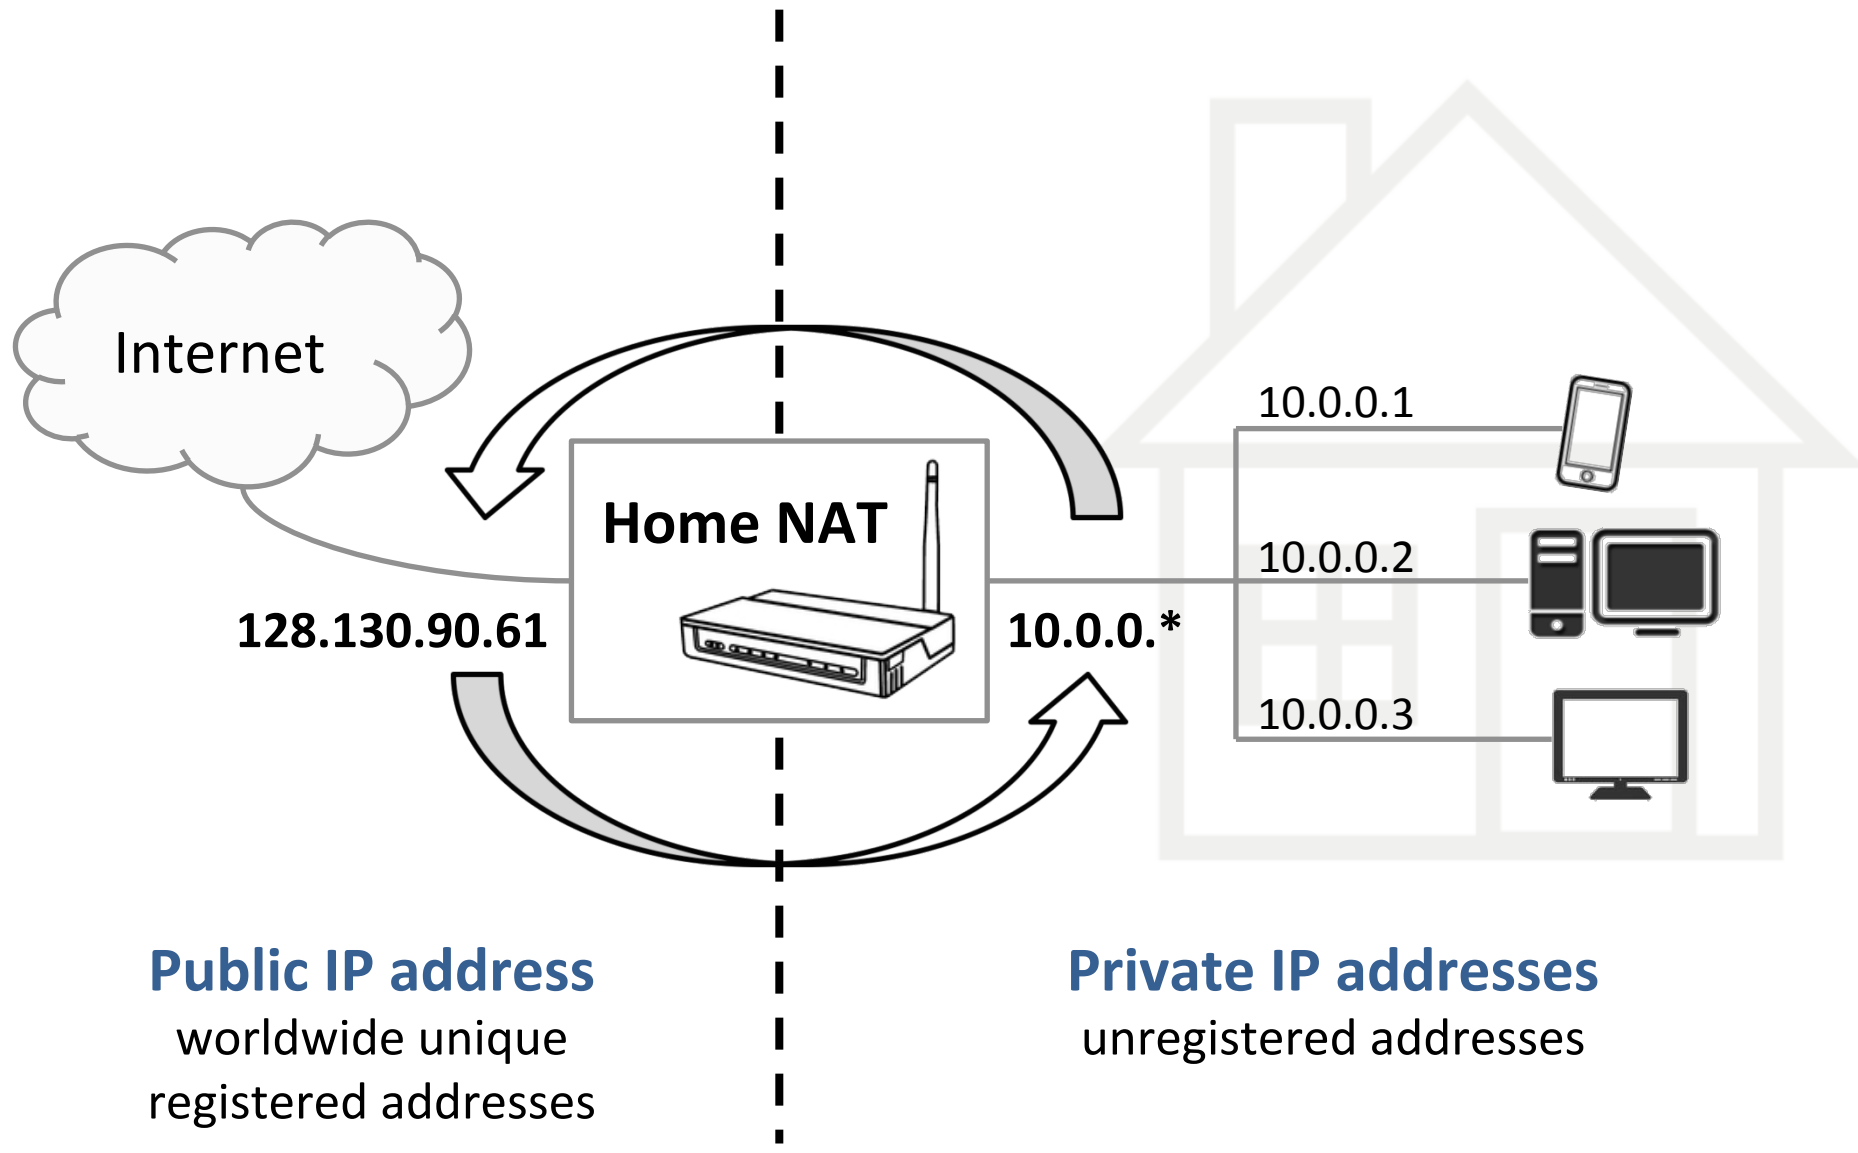 Internet
Home NAT
128.130.90.61
10.0.0.*
10.0.0.1
10.0.0.2
10.0.0.3
Public IP address
worldwide unique
registered addresses
Private IP addresses
unregistered addresses